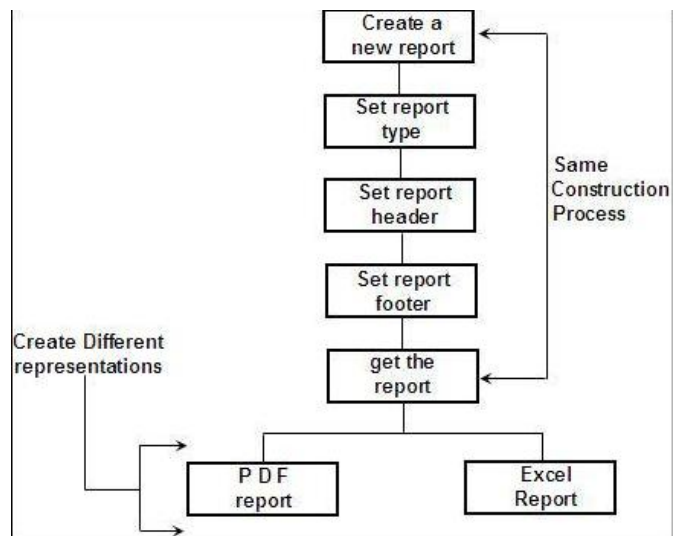 Create a
new report
Set report
type
Set report
header
Set report
footer
get the
report
Same
Construction
Process
Create Different
representations
P D F
report
Excel
Report